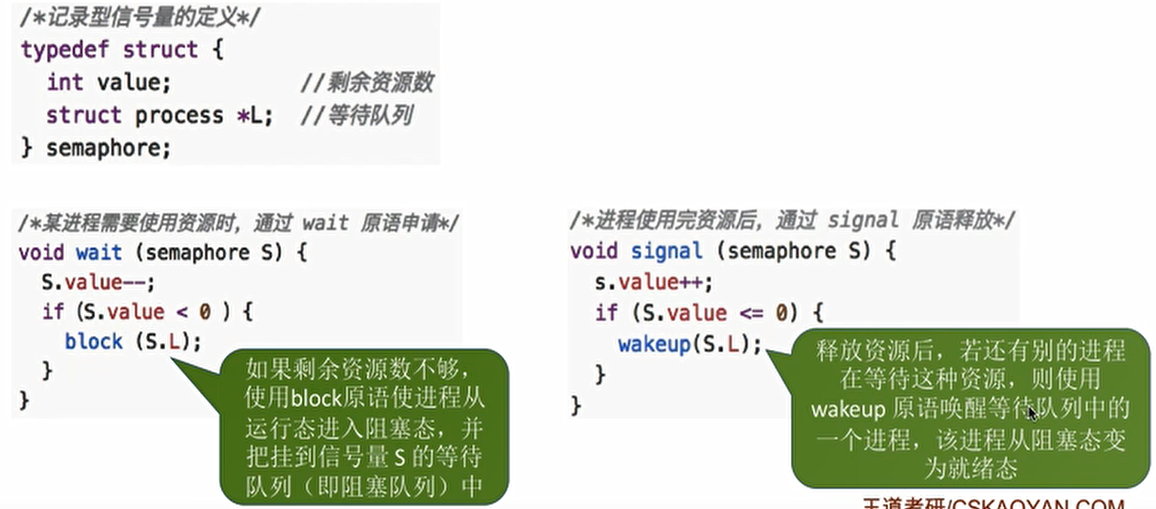 /*记录型信号量的定义*/
typedef struct {
int value; //剩余资源数
struct process *L; //等待队列
} semaphore;
/*某进程需要使用资源时，通过 wait 原语申请*/
void wait (semaphore S) {
S.value--;
if (S.value < 0 ) {
block (S.L);
}
}
如果剩余资源数不够，
使用block原语使进程从
运行态进入阻塞态，并
把挂到信号量 S 的等待
队列（即阻塞队列）中
/*进程使用完资源后，通过 signal 原语释放*/
void signal (semaphore S) {
s.value++;
if (S.value <= 0) {
wakeup(S.L);
}
}
释放资源后，若还有别的进程
在等待这种资源，则使用
wakeup 原语唤醒等待队列中的
一个进程，该进程从阻塞态变
为就绪态
王道考研/CSKAOYAN.COM